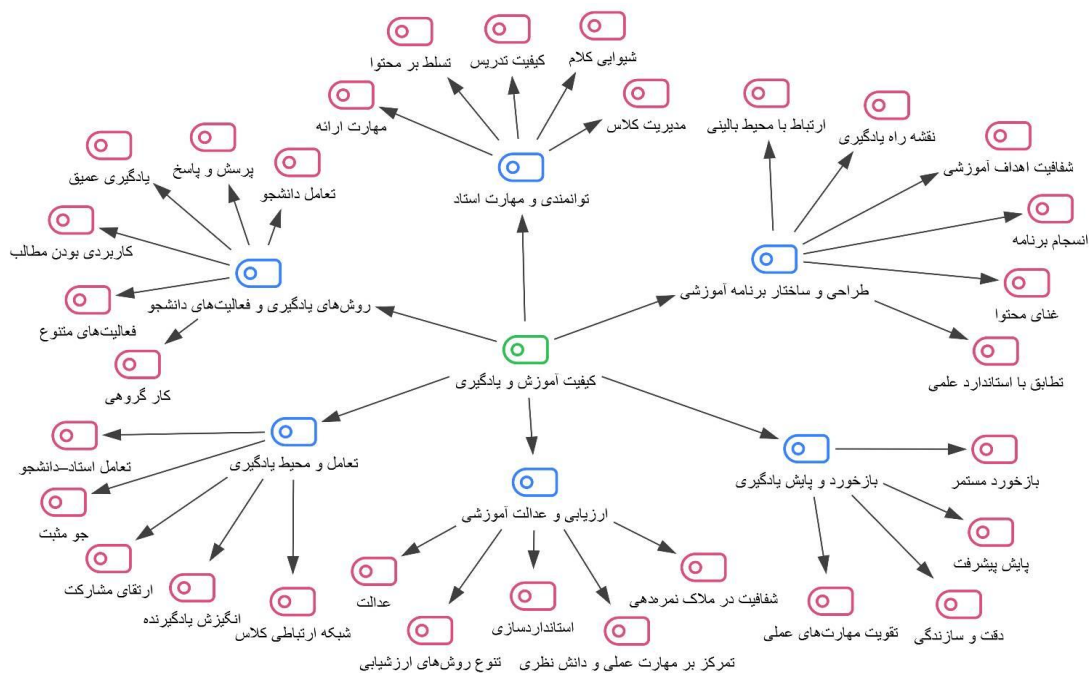 شیوایی کلام
کیفیت تدریس
تسلط بر محتوا
مهارت ارائه
مدیریت کلاس
توانمندی و مهارت استاد
ارتباط با محیط بالینی
نقشه راه یادگیری
شفافیت اهداف آموزشی
انسجام برنامه
غنای محتوا
تطابق با استاندارد علمی
طراحی و ساختار برنامه آموزشی
تعامل دانشجو
پرسش و پاسخ
یادگیری عمیق
کاربردی بودن مطالب
فعالیت‌های متنوع
کار گروهی
روش‌های یادگیری و فعالیت‌های دانشجو
کیفیت آموزش و یادگیری
بازخورد و پایش یادگیری
بازخورد مستمر
پایش پیشرفت
دقت و سازندگی
تقویت مهارت‌های عملی
ارزیابی و عدالت آموزشی
شفافیت در ملاک نمره‌دهی
تمرکز بر مهارت عملی و دانش نظری
استانداردسازی
تنوع روش‌های ارزشیابی
عدالت
تعامل و محیط یادگیری
تعامل استاد–دانشجو
جو مثبت
ارتقای مشارکت
انگیزش یادگیرنده
شبکه ارتباطی کلاس